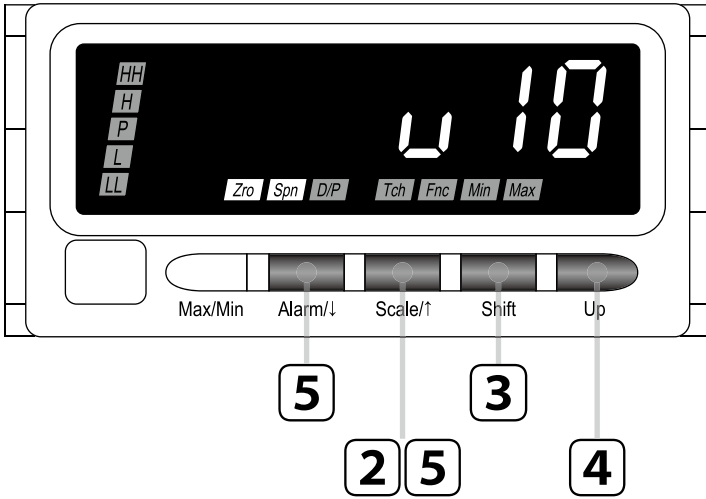 HH
H
P
L
LL
u 10
Zro Spn D/P Tch Fnc Min Max
Max/Min Alarm/↓ Scale/↑ Shift Up
5 3
2 5 4